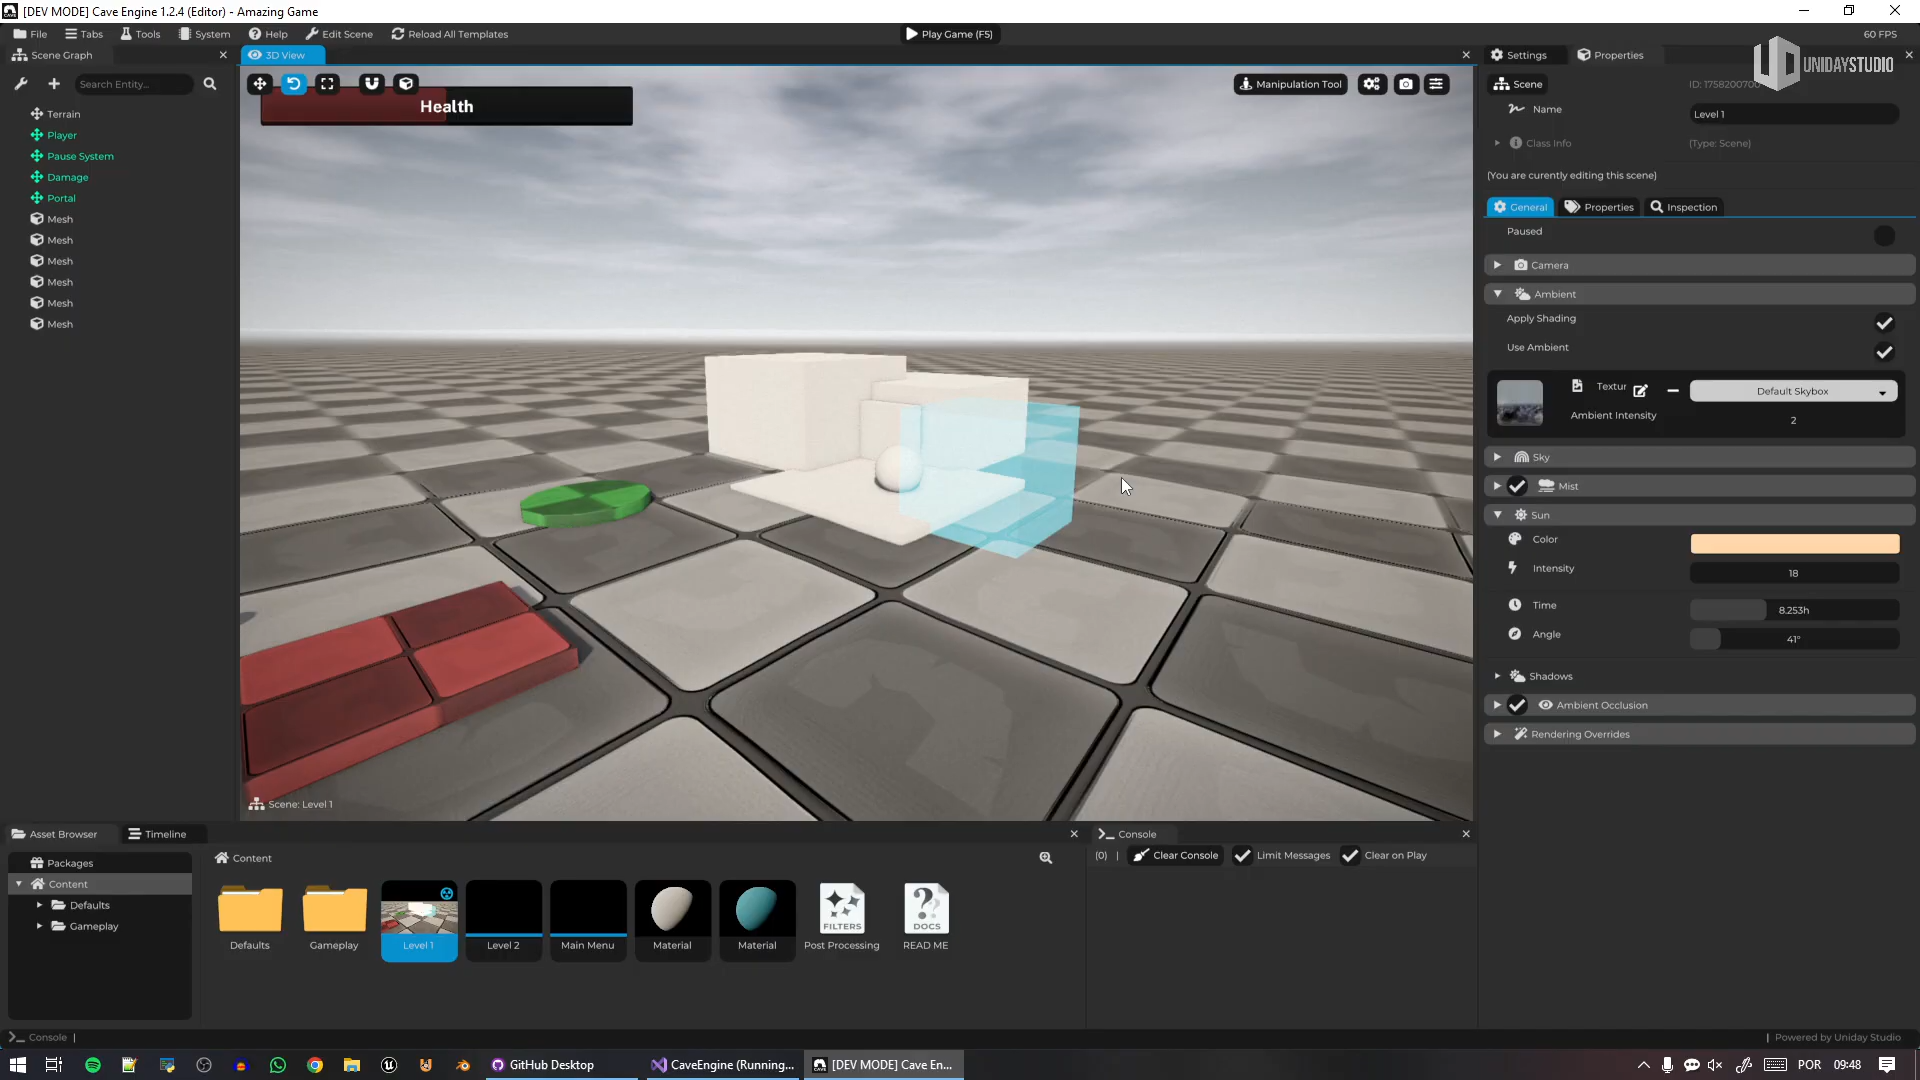 [DEV MODE] Cave Engine 1.2.4 (Editor) - Amazing Game
File Tabs Tools System Help Edit Scene Reload All Templates
Play Game (F5)
60 FPS
Scene Graph
Search Entity...
Terrain
Player
Pause System
Damage
Portal
Mesh
Mesh
Mesh
Mesh
Mesh
Mesh
3D View
Manipulation Tool
Health
Scene: Level 1
Settings
Properties
UNIDAYSTUDIO
Scene
ID: 1758200700
Name
Level 1
Class Info
(Type: Scene)
(You are curently editing this scene)
General
Properties
Inspection
Paused
Camera
Ambient
Apply Shading
Use Ambient
Textur
Default Skybox
Ambient Intensity
2
Sky
Mist
Sun
Color
Intensity
18
Time
8.253h
Angle
41°
Shadows
Ambient Occlusion
Rendering Overrides
Asset Browser
Timeline
Packages
Content
Defaults
Gameplay
Content
Defaults
Gameplay
Level 1
Level 2
Main Menu
Material
Material
FILTERS
Post Processing
DOCS
READ ME
Console
(0) |
Clear Console
Limit Messages
Clear on Play
Console |
Powered by Uniday Studio
GitHub Desktop
CaveEngine (Running...
[DEV MODE] Cave En...
POR
09:48